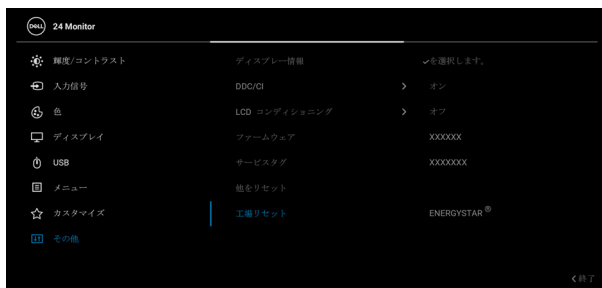 DELL 24 Monitor
輝度/コントラスト ディスプレー情報 ✓を選択します。
入力信号 DDC/CI > オン
色 LCD コンディショニング > オフ
ディスプレイ ファームウェア XXXXXX
USB サービスタグ XXXXXXX
メニュー 他をリセット
カスタマイズ 工場リセット ENERGYSTAR®
その他
<終了